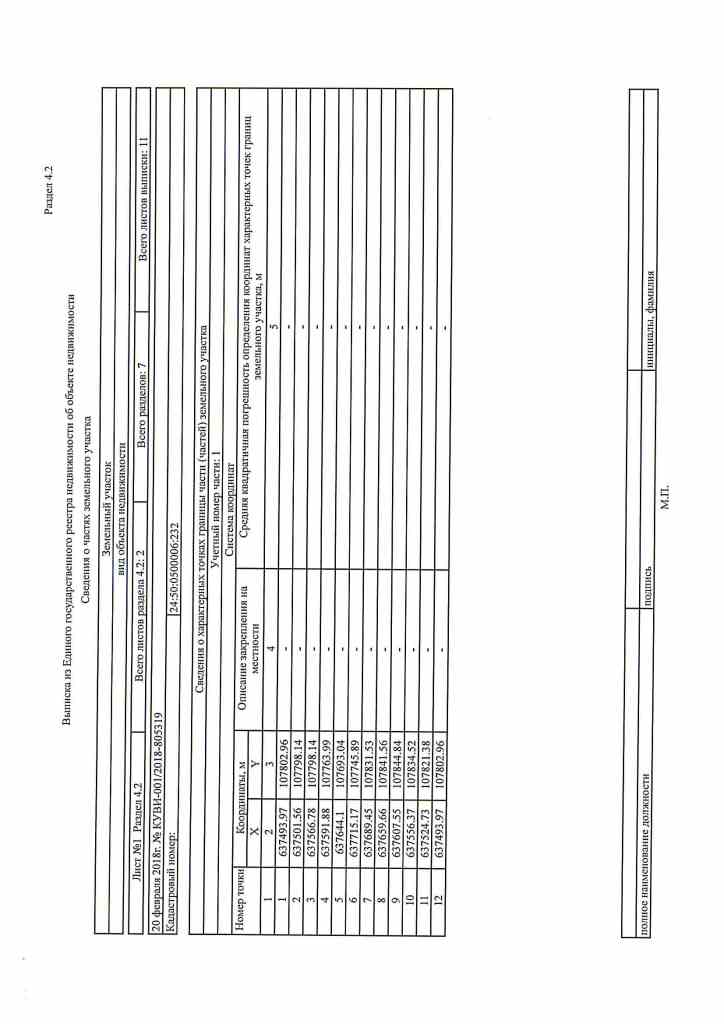 Раздел 4.2
Выписка из Единого государственного реестра недвижимости об объекте недвижимости
Сведения о частях земельного участка
Земельный участок
вид объекта недвижимости
Лист №1 Раздел 4.2 Всего листов раздела 4.2: 2 Всего разделов: 7 Всего листов выписки: 11
20 февраля 2018г. № КУВИ-001/2018-805319
Кадастровый номер: 24:50:0500006:232
Сведения о характерных точках границы части (частей) земельного участка
Учетный номер части: 1
Система координат
Номер точки Координаты, м Описание закрепления на местности Средняя квадратичная погрешность определения координат характерных точек границ земельного участка, м
X Y
1 2 3 4 5
1 637493.97 107802.96 - -
2 637501.56 107798.14 - -
3 637566.78 107798.14 - -
4 637591.88 107763.99 - -
5 637644.1 107693.04 - -
6 637715.17 107745.89 - -
7 637689.45 107831.53 - -
8 637659.66 107841.56 - -
9 637607.55 107844.84 - -
10 637556.37 107834.52 - -
11 637524.73 107821.38 - -
12 637493.97 107802.96 - -
полное наименование должности подпись инициалы, фамилия
М.П.